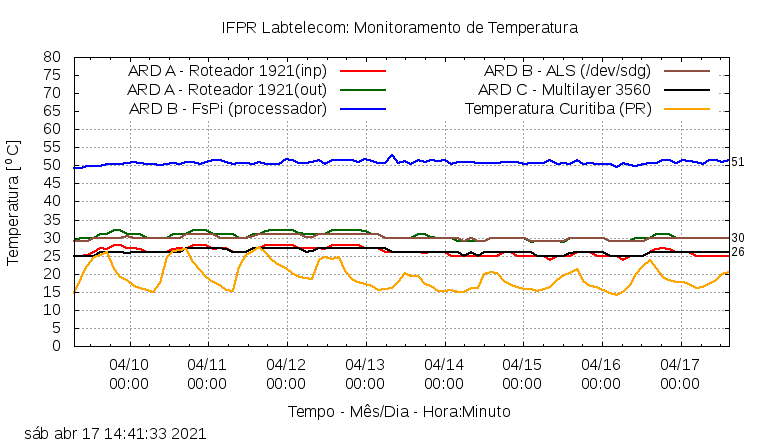 IFPR Labtelecom: Monitoramento de Temperatura
80
75
70
65
60
55
50
45
40
35
30
25
20
15
10
5
0
Temperatura [ºC]
ARD A - Roteador 1921(inp)
ARD A - Roteador 1921(out)
ARD B - FsPi (processador)
ARD B - ALS (/dev/sdg)
ARD C - Multilayer 3560
Temperatura Curitiba (PR)
51
30
26
04/10 04/11 04/12 04/13 04/14 04/15 04/16 04/17
00:00 00:00 00:00 00:00 00:00 00:00 00:00 00:00
Tempo - Mês/Dia - Hora:Minuto
sáb abr 17 14:41:33 2021